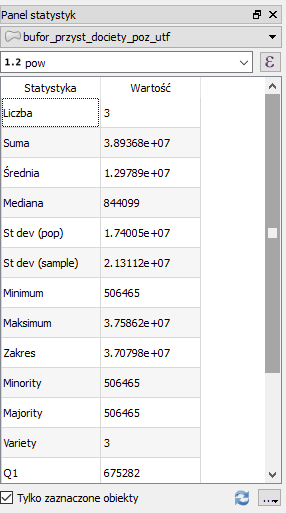 Panel statystyk
bufor_przyst_dociety_poz_utf
1.2 pow
ε
Statystyka Wartość
Liczba 3
Suma 3.89368e+07
Średnia 1.29789e+07
Mediana 844099
St dev (pop) 1.74005e+07
St dev (sample) 2.13112e+07
Minimum 506465
Maksimum 3.75862e+07
Zakres 3.70798e+07
Minority 506465
Majority 506465
Variety 3
Q1 675282
Tylko zaznaczone obiekty
...